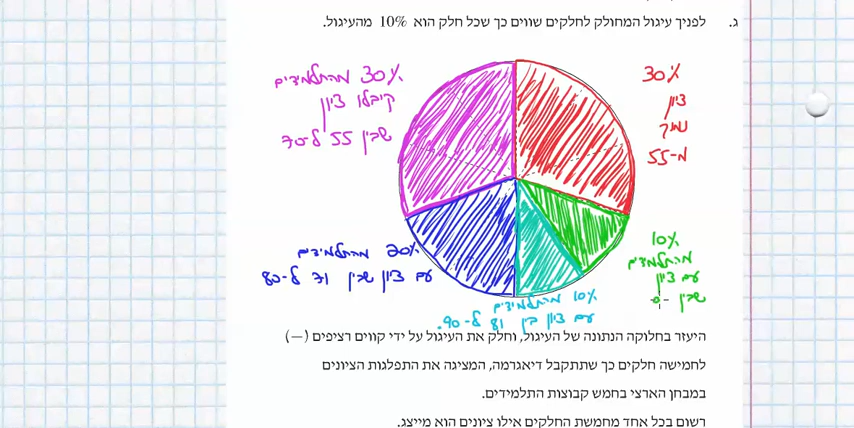 ג. לפניך עיגול המחולק לחלקים שווים כך שכל חלק הוא 10% מהעיגול.
30% מהתלמידים
קיבלו ציון
שבין 55 ל-70
30%
ציון
נמוך
מ-55
20% מהתלמידים
עם ציון שבין 71 ל-80
10%
מהתלמידים
עם ציון
שבין
10% מהתלמידים
עם ציון בין 81 ל-90.
היעזר בחלוקה הנתונה של העיגול, וחלק את העיגול על ידי קווים רציפים (—)
לחמישה חלקים כך שתתקבל דיאגרמה, המציגה את התפלגות הציונים
במבחן הארצי בחמש קבוצות התלמידים.
רשום בכל אחד מחמשת החלקים אילו ציונים הוא מייצג.